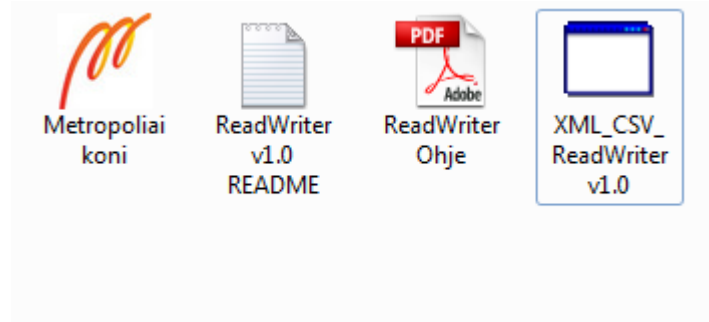 PDF
Adobe
Metropoliai
koni
ReadWriter
v1.0
README
ReadWriter
Ohje
XML_CSV_
ReadWriter
v1.0